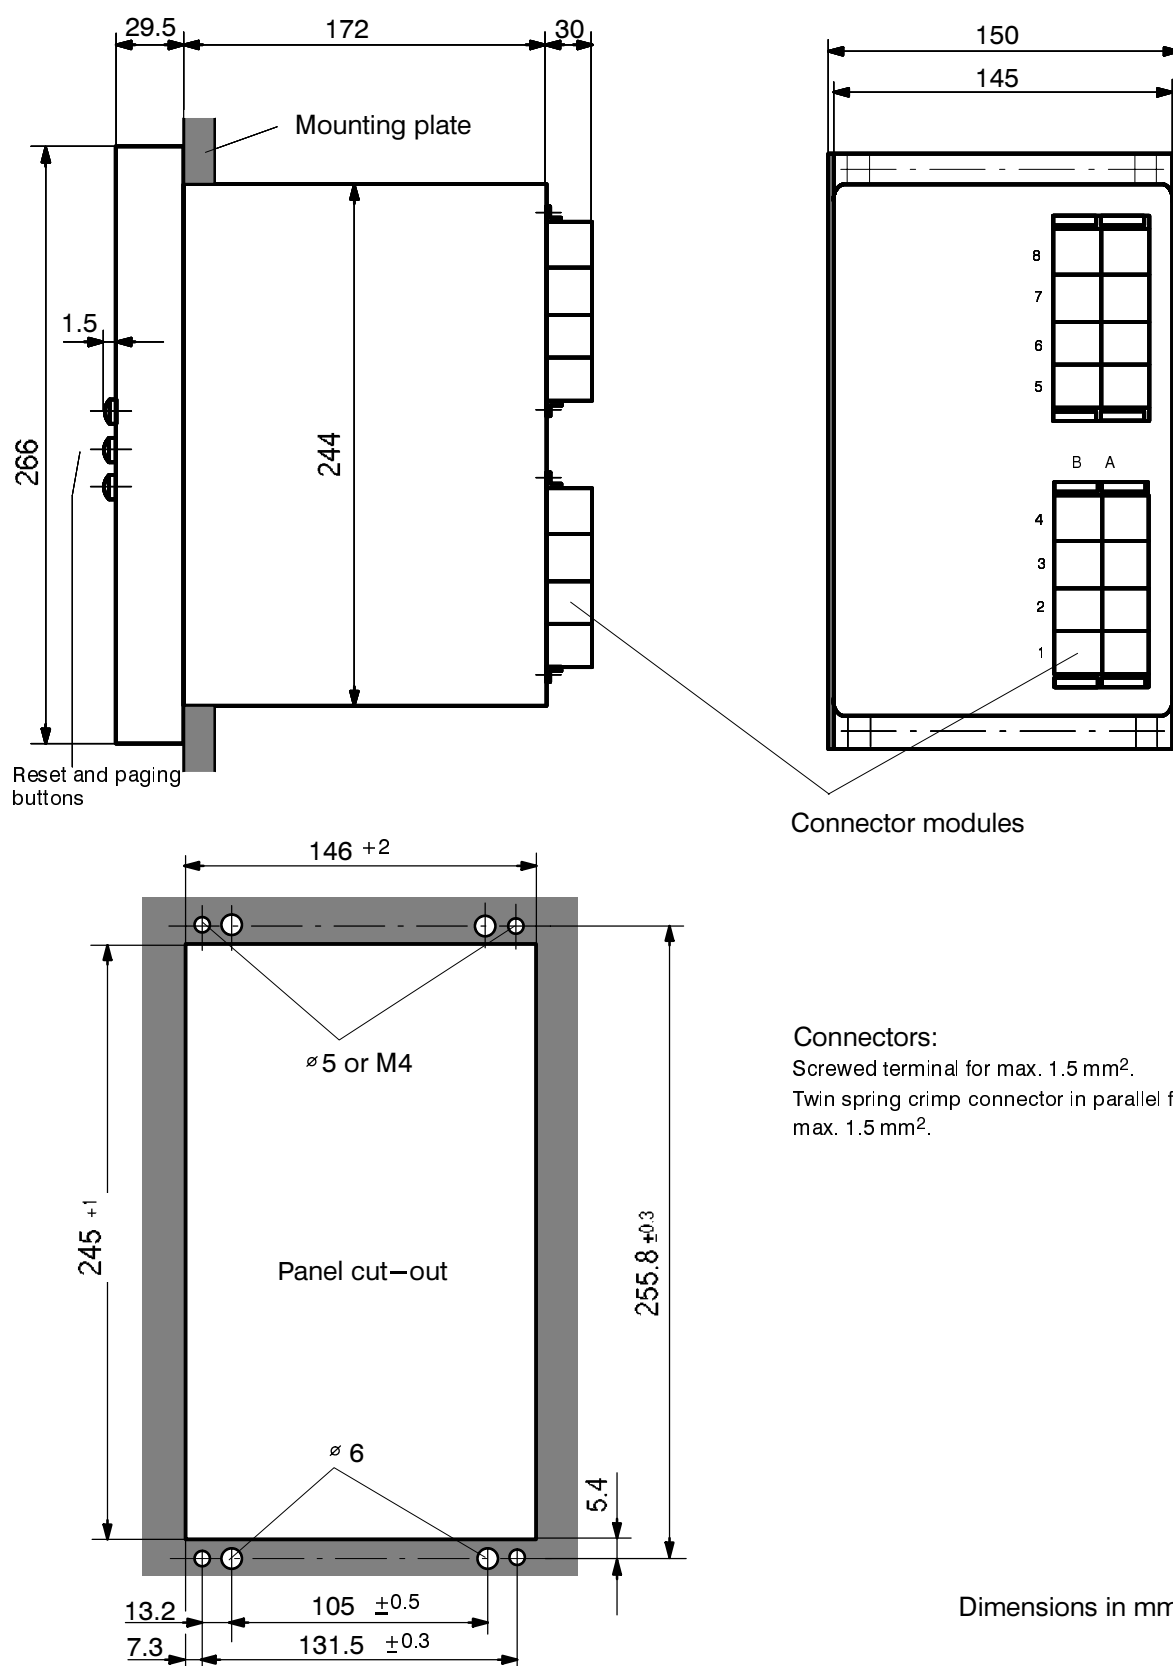 29.5
172
30
150
145
Mounting plate
1.5
266
244
8
7
6
5
B A
4
3
2
1
Reset and paging
buttons
Connector modules
146 +2
ø 5 or M4
Connectors:
Screwed terminal for max. 1.5 mm².
Twin spring crimp connector in parallel f
max. 1.5 mm².
245 +1
255.8 ±0.3
Panel cut–out
ø 6
5.4
13.2
105 ±0.5
Dimensions in mm
7.3
131.5 ±0.3